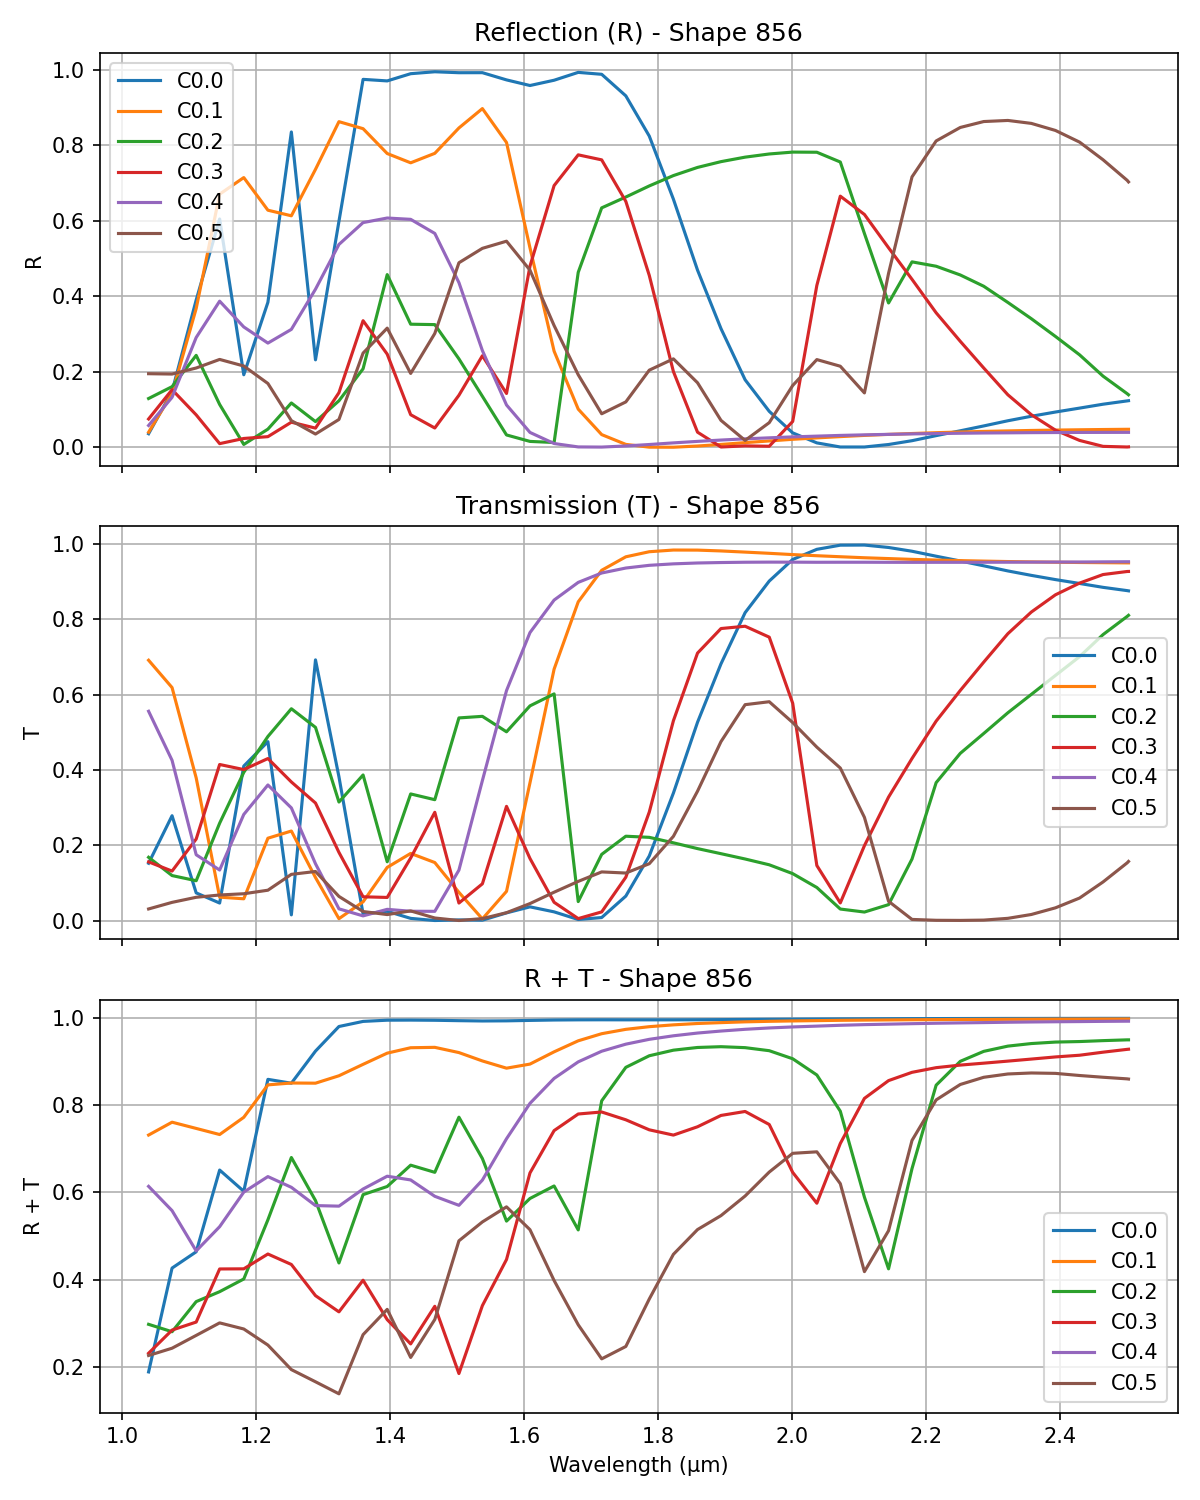 Reflection (R) - Shape 856
1.0
0.8
0.6
0.4
0.2
0.0
R
C0.0
C0.1
C0.2
C0.3
C0.4
C0.5
Transmission (T) - Shape 856
1.0
0.8
0.6
0.4
0.2
0.0
T
C0.0
C0.1
C0.2
C0.3
C0.4
C0.5
R + T - Shape 856
1.0
0.8
0.6
0.4
0.2
R + T
C0.0
C0.1
C0.2
C0.3
C0.4
C0.5
1.0 1.2 1.4 1.6 1.8 2.0 2.2 2.4
Wavelength (μm)